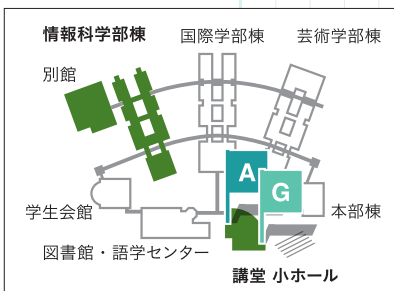 情報科学部棟 国際学部棟 芸術学部棟
別館
A
G
学生会館 本部棟
図書館・語学センター
講堂 小ホール